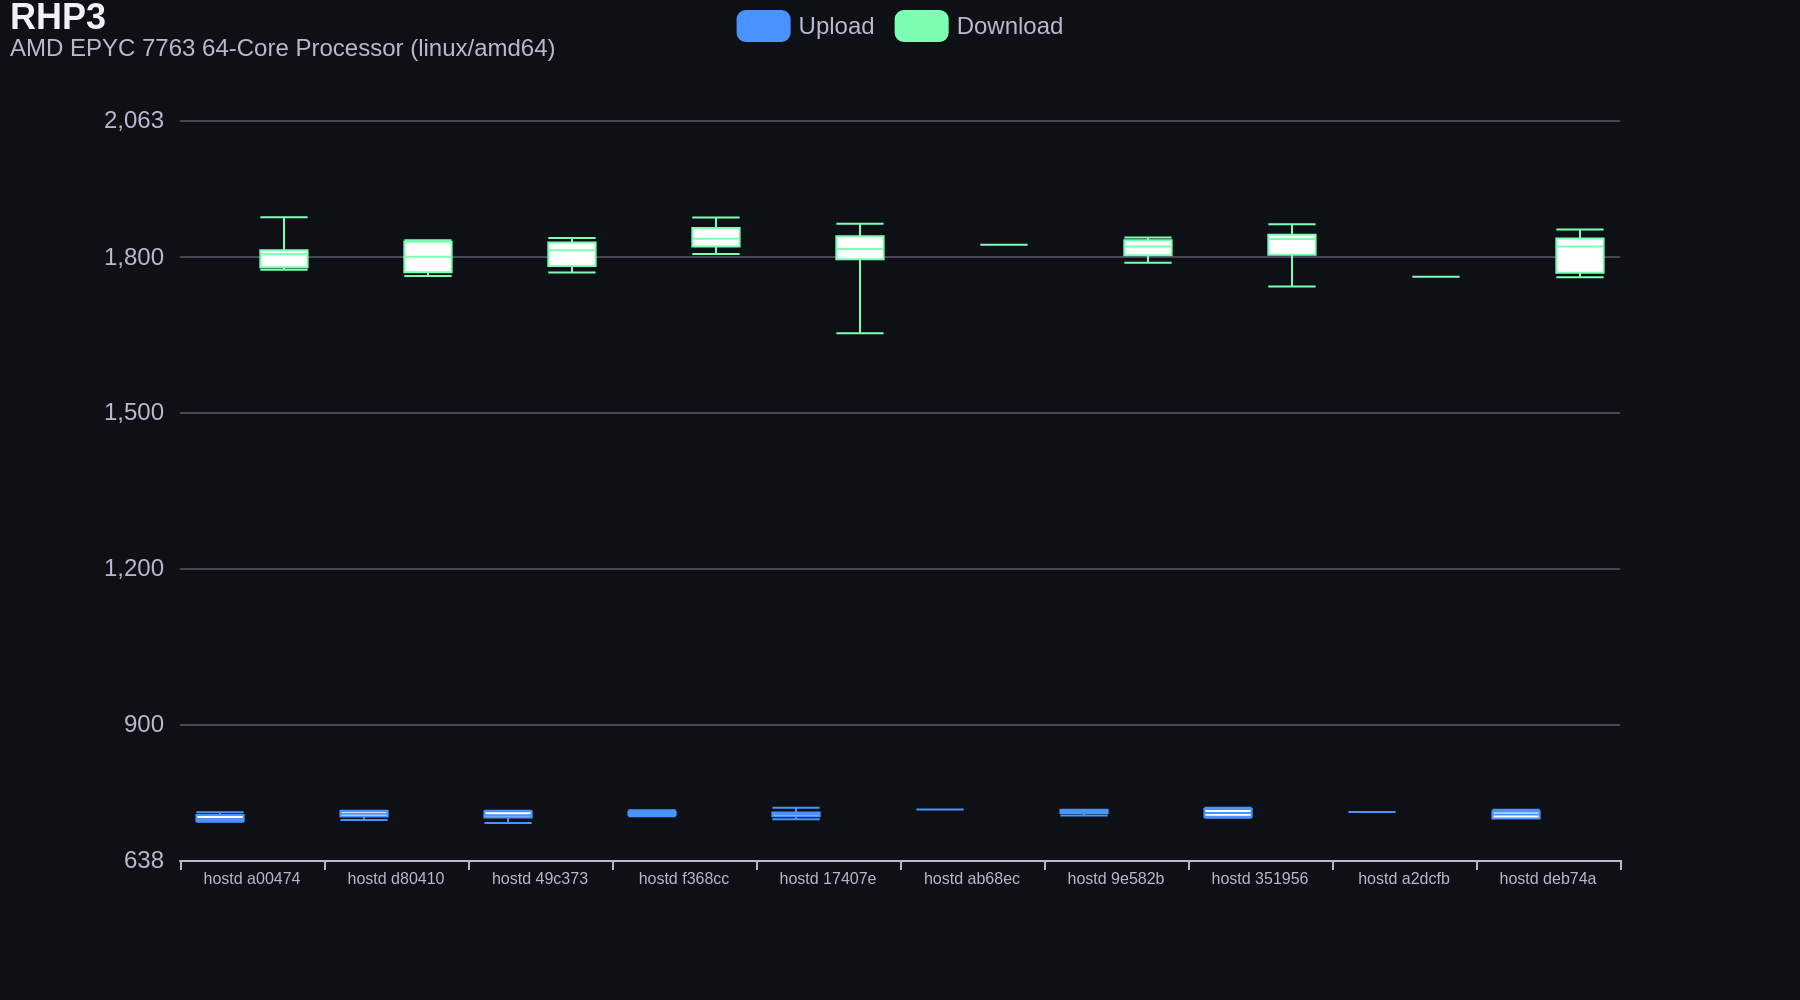 RHP3
AMD EPYC 7763 64-Core Processor (linux/amd64)
Upload Download
2,063
1,800
1,500
1,200
900
638
hostd a00474 hostd d80410 hostd 49c373 hostd f368cc hostd 17407e hostd ab68ec hostd 9e582b hostd 351956 hostd a2dcfb hostd deb74a